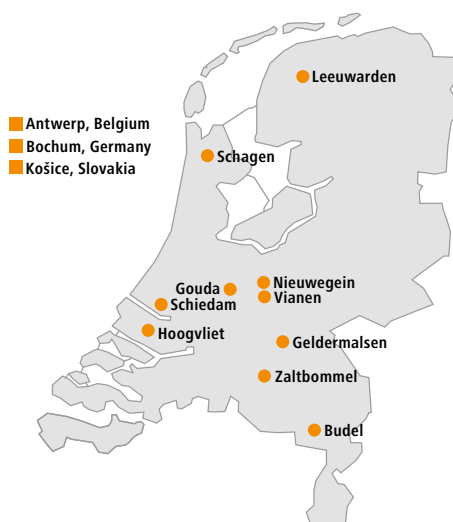 Leeuwarden
Antwerp, Belgium
Bochum, Germany
Košice, Slovakia
Schagen
Nieuwegein
Gouda
Vianen
Schiedam
Hoogvliet
Geldermalsen
Zaltbommel
Budel